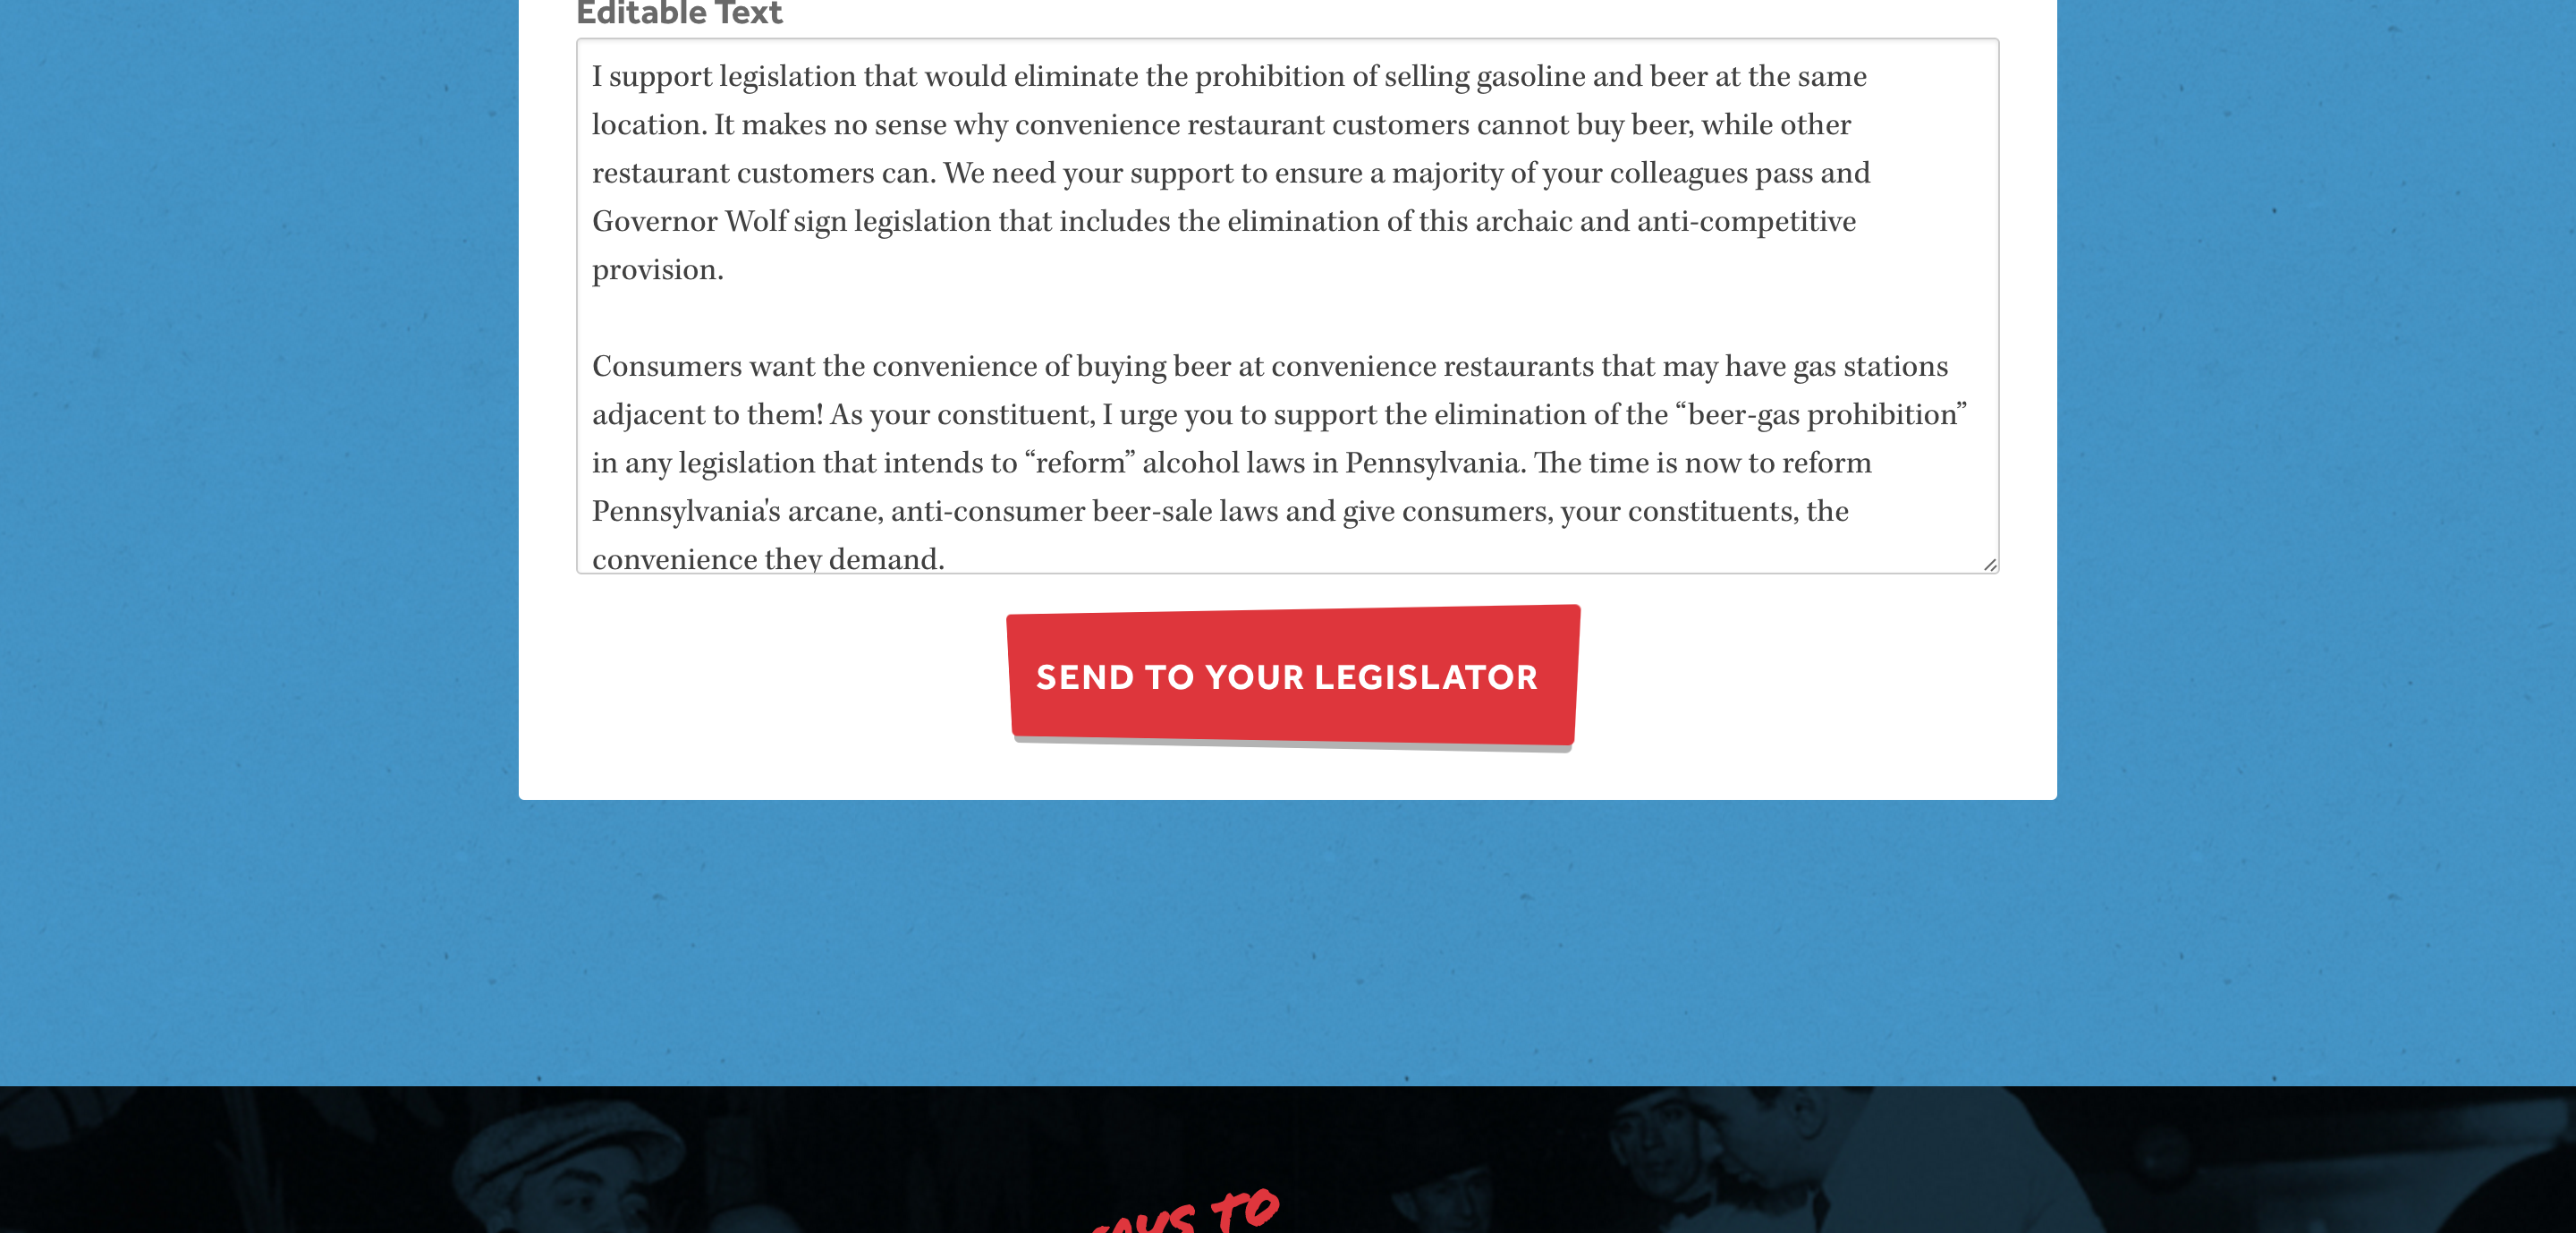 Editable Text
I support legislation that would eliminate the prohibition of selling gasoline and beer at the same
location. It makes no sense why convenience restaurant customers cannot buy beer, while other
restaurant customers can. We need your support to ensure a majority of your colleagues pass and
Governor Wolf sign legislation that includes the elimination of this archaic and anti-competitive
provision.
Consumers want the convenience of buying beer at convenience restaurants that may have gas stations
adjacent to them! As your constituent, I urge you to support the elimination of the “beer-gas prohibition”
in any legislation that intends to “reform” alcohol laws in Pennsylvania. The time is now to reform
Pennsylvania's arcane, anti-consumer beer-sale laws and give consumers, your constituents, the
convenience they demand.
SEND TO YOUR LEGISLATOR
TO